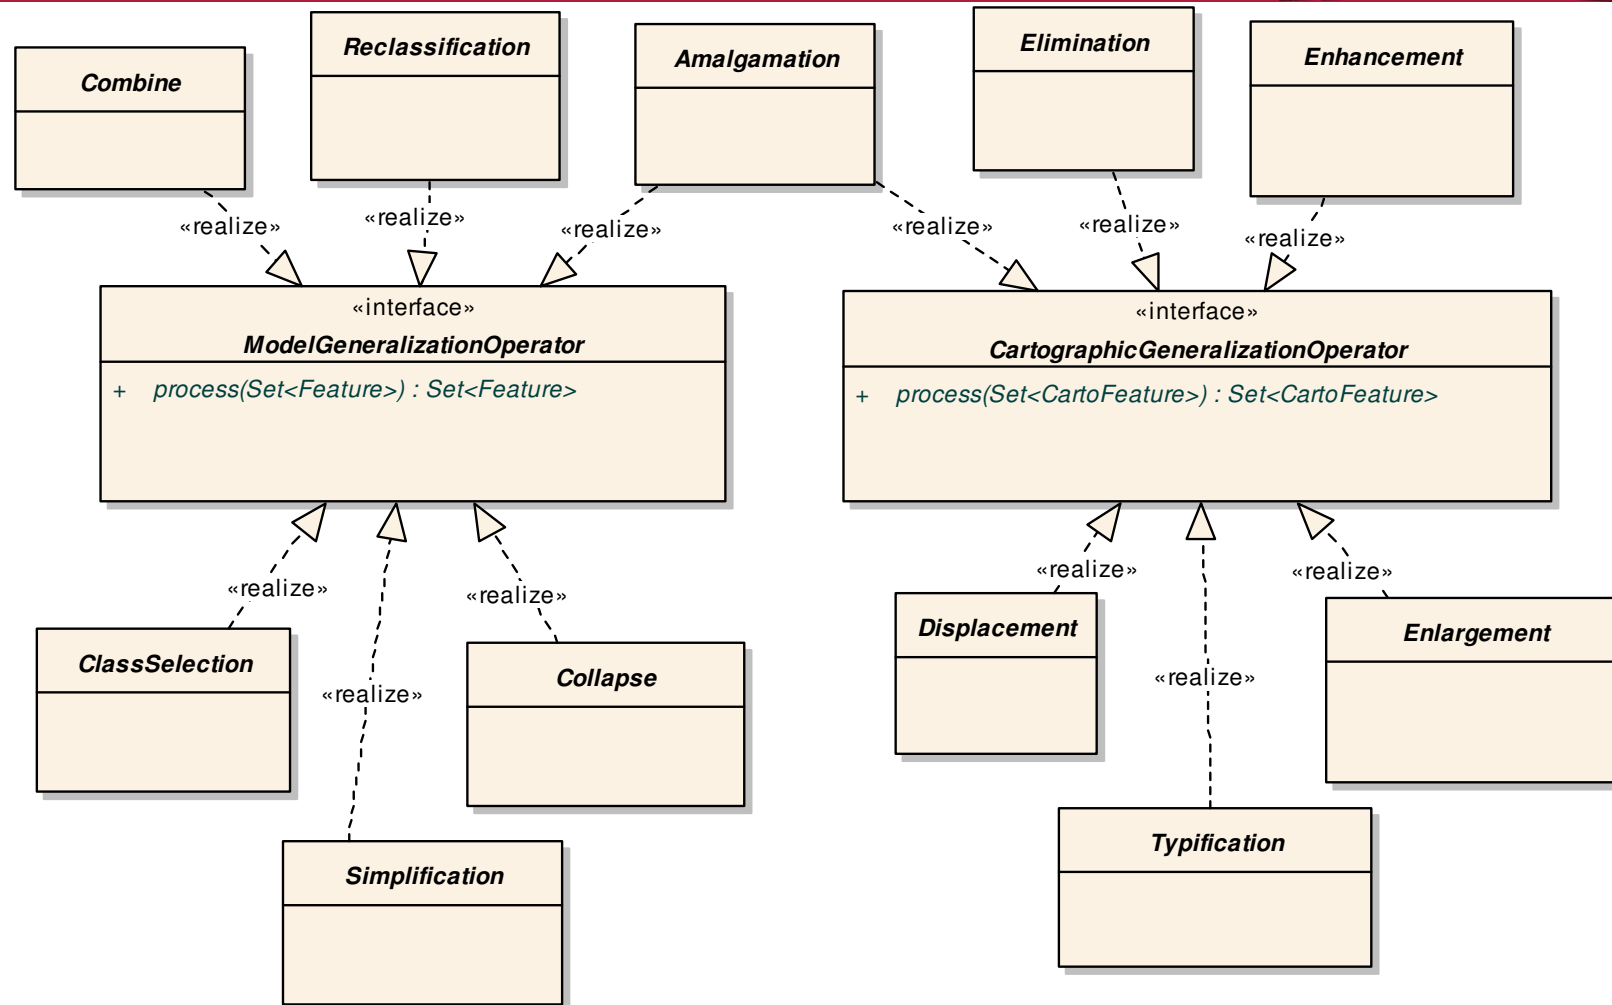 Combine
Reclassification
Amalgamation
Elimination
Enhancement
«realize»
«realize»
«realize»
«realize»
«realize»
«realize»
«interface»
ModelGeneralizationOperator
+ process(Set<Feature>) : Set<Feature>
«interface»
CartographicGeneralizationOperator
+ process(Set<CartoFeature>) : Set<CartoFeature>
«realize»
«realize»
«realize»
«realize»
«realize»
«realize»
ClassSelection
Collapse
Simplification
Displacement
Enlargement
Typification